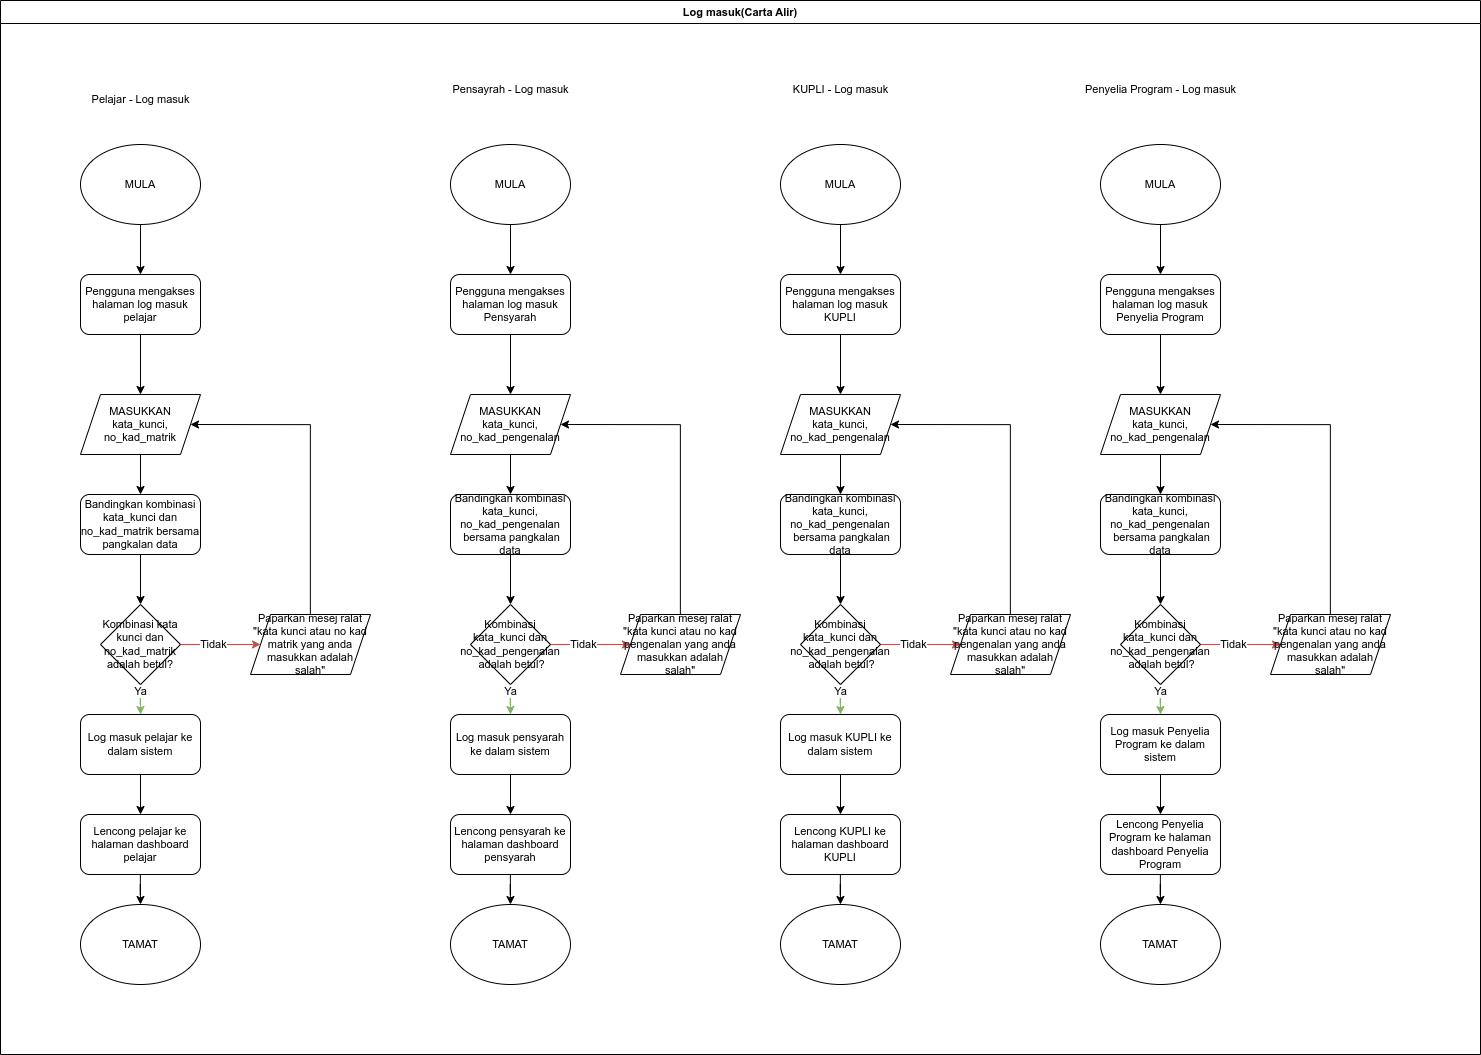 Log masuk(Carta Alir)
Pelajar - Log masuk
MULA
Pengguna mengakses
halaman log masuk
pelajar
MASUKKAN
kata_kunci,
no_kad_matrik
Bandingkan kombinasi
kata_kunci dan
no_kad_matrik bersama
pangkalan data
Kombinasi kata
kunci dan
no_kad_matrik
adalah betul?
Tidak
Paparkan mesej ralat
"kata kunci atau no kad
matrik yang anda
masukkan adalah
salah"
Ya
Log masuk pelajar ke
dalam sistem
Lencong pelajar ke
halaman dashboard
pelajar
TAMAT
Pensayrah - Log masuk
MULA
Pengguna mengakses
halaman log masuk
Pensyarah
MASUKKAN
kata_kunci,
no_kad_pengenalan
Bandingkan kombinasi
kata_kunci,
no_kad_pengenalan
bersama pangkalan
data
Kombinasi
kata_kunci dan
no_kad_pengenalan
adalah betul?
Tidak
Paparkan mesej ralat
"kata kunci atau no kad
pengenalan yang anda
masukkan adalah
salah"
Ya
Log masuk pensyarah
ke dalam sistem
Lencong pensyarah ke
halaman dashboard
pensyarah
TAMAT
KUPLI - Log masuk
MULA
Pengguna mengakses
halaman log masuk
KUPLI
MASUKKAN
kata_kunci,
no_kad_pengenalan
Bandingkan kombinasi
kata_kunci,
no_kad_pengenalan
bersama pangkalan
data
Kombinasi
kata_kunci dan
no_kad_pengenalan
adalah betul?
Tidak
Paparkan mesej ralat
"kata kunci atau no kad
pengenalan yang anda
masukkan adalah
salah"
Ya
Log masuk KUPLI ke
dalam sistem
Lencong KUPLI ke
halaman dashboard
KUPLI
TAMAT
Penyelia Program - Log masuk
MULA
Pengguna mengakses
halaman log masuk
Penyelia Program
MASUKKAN
kata_kunci,
no_kad_pengenalan
Bandingkan kombinasi
kata_kunci,
no_kad_pengenalan
bersama pangkalan
data
Kombinasi
kata_kunci dan
no_kad_pengenalan
adalah betul?
Tidak
Paparkan mesej ralat
"kata kunci atau no kad
pengenalan yang anda
masukkan adalah
salah"
Ya
Log masuk Penyelia
Program ke dalam
sistem
Lencong Penyelia
Program ke halaman
dashboard Penyelia
Program
TAMAT